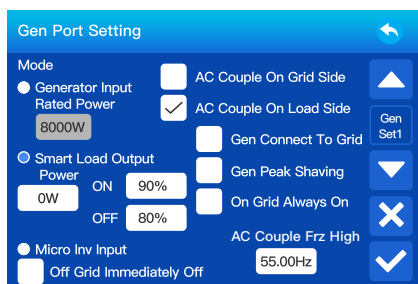 Gen Port Setting
Mode
Generator Input
Rated Power
8000W
Smart Load Output
Power
0W
ON 90%
OFF 80%
Micro Inv Input
Off Grid Immediately Off
AC Couple On Grid Side
AC Couple On Load Side
Gen Connect To Grid
Gen Peak Shaving
On Grid Always On
AC Couple Frz High
55.00Hz
Gen
Set1